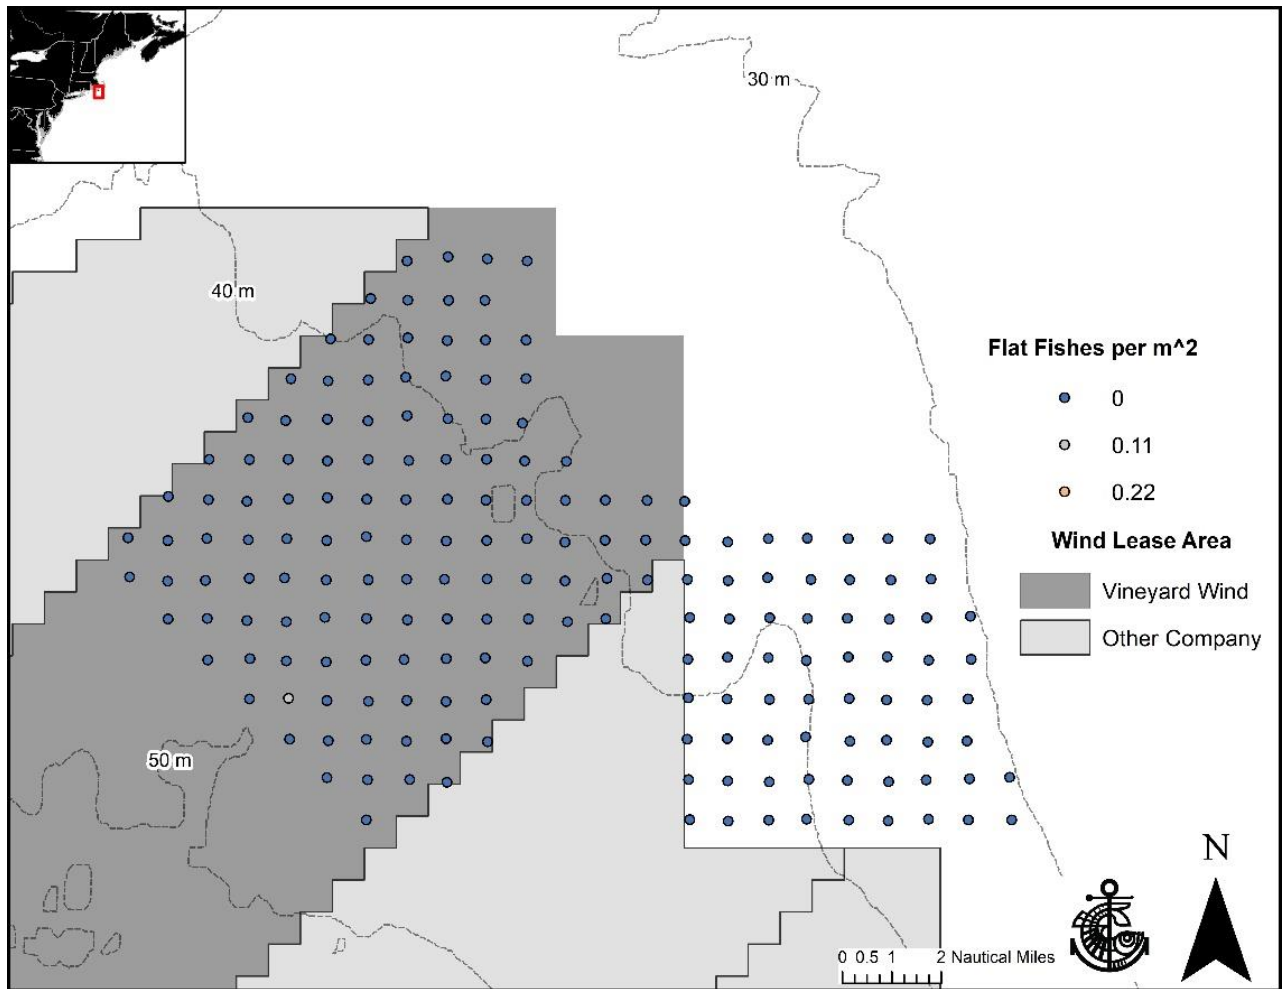 30 m
40 m
Flat Fishes per m^2
0
0.11
0.22
Wind Lease Area
Vineyard Wind
Other Company
50 m
N
0 0.5 1 2 Nautical Miles